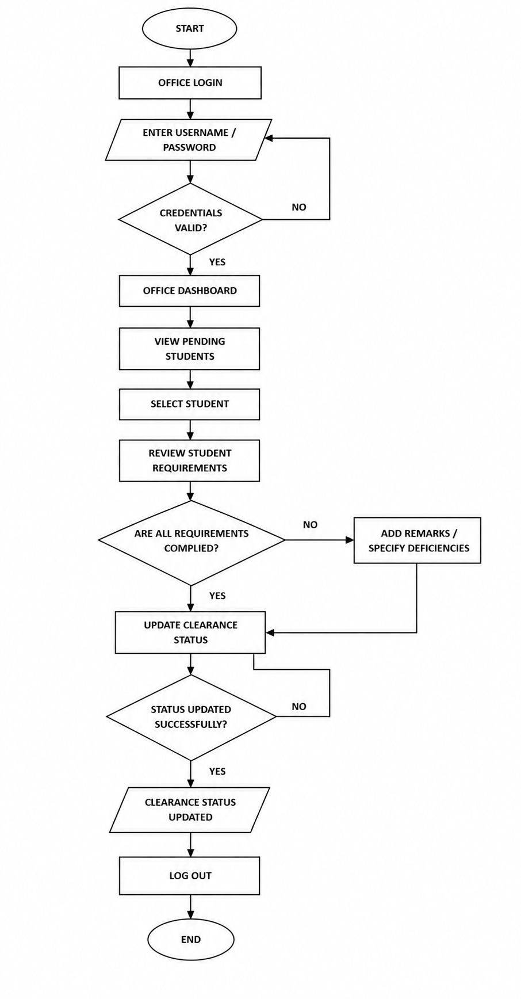 START
OFFICE LOGIN
ENTER USERNAME /
PASSWORD
CREDENTIALS
VALID?
NO
YES
OFFICE DASHBOARD
VIEW PENDING
STUDENTS
SELECT STUDENT
REVIEW STUDENT
REQUIREMENTS
ARE ALL REQUIREMENTS
COMPLIED?
NO
ADD REMARKS /
SPECIFY DEFICIENCIES
YES
UPDATE CLEARANCE
STATUS
STATUS UPDATED
SUCCESSFULLY?
NO
YES
CLEARANCE STATUS
UPDATED
LOG OUT
END